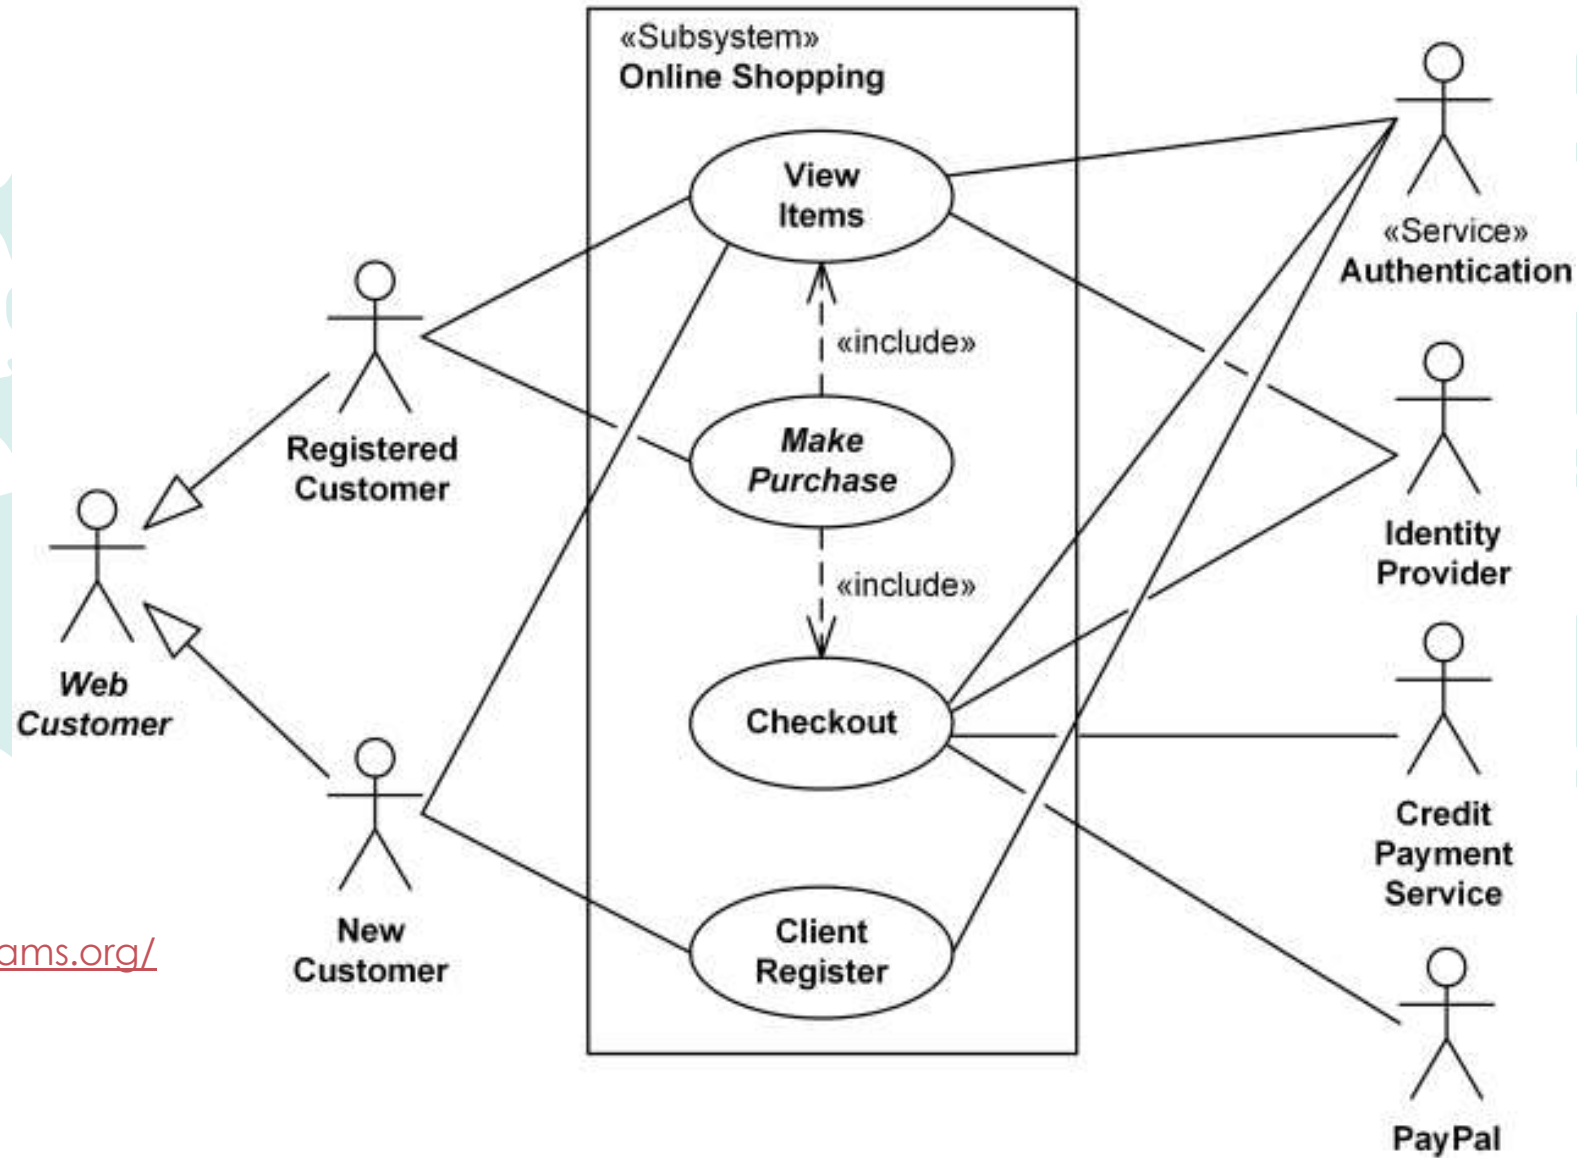 «Subsystem»
Online Shopping
View
Items
«include»
Make
Purchase
«include»
Checkout
Client
Register
Registered
Customer
Web
Customer
New
Customer
«Service»
Authentication
Identity
Provider
Credit
Payment
Service
PayPal
ams.org/